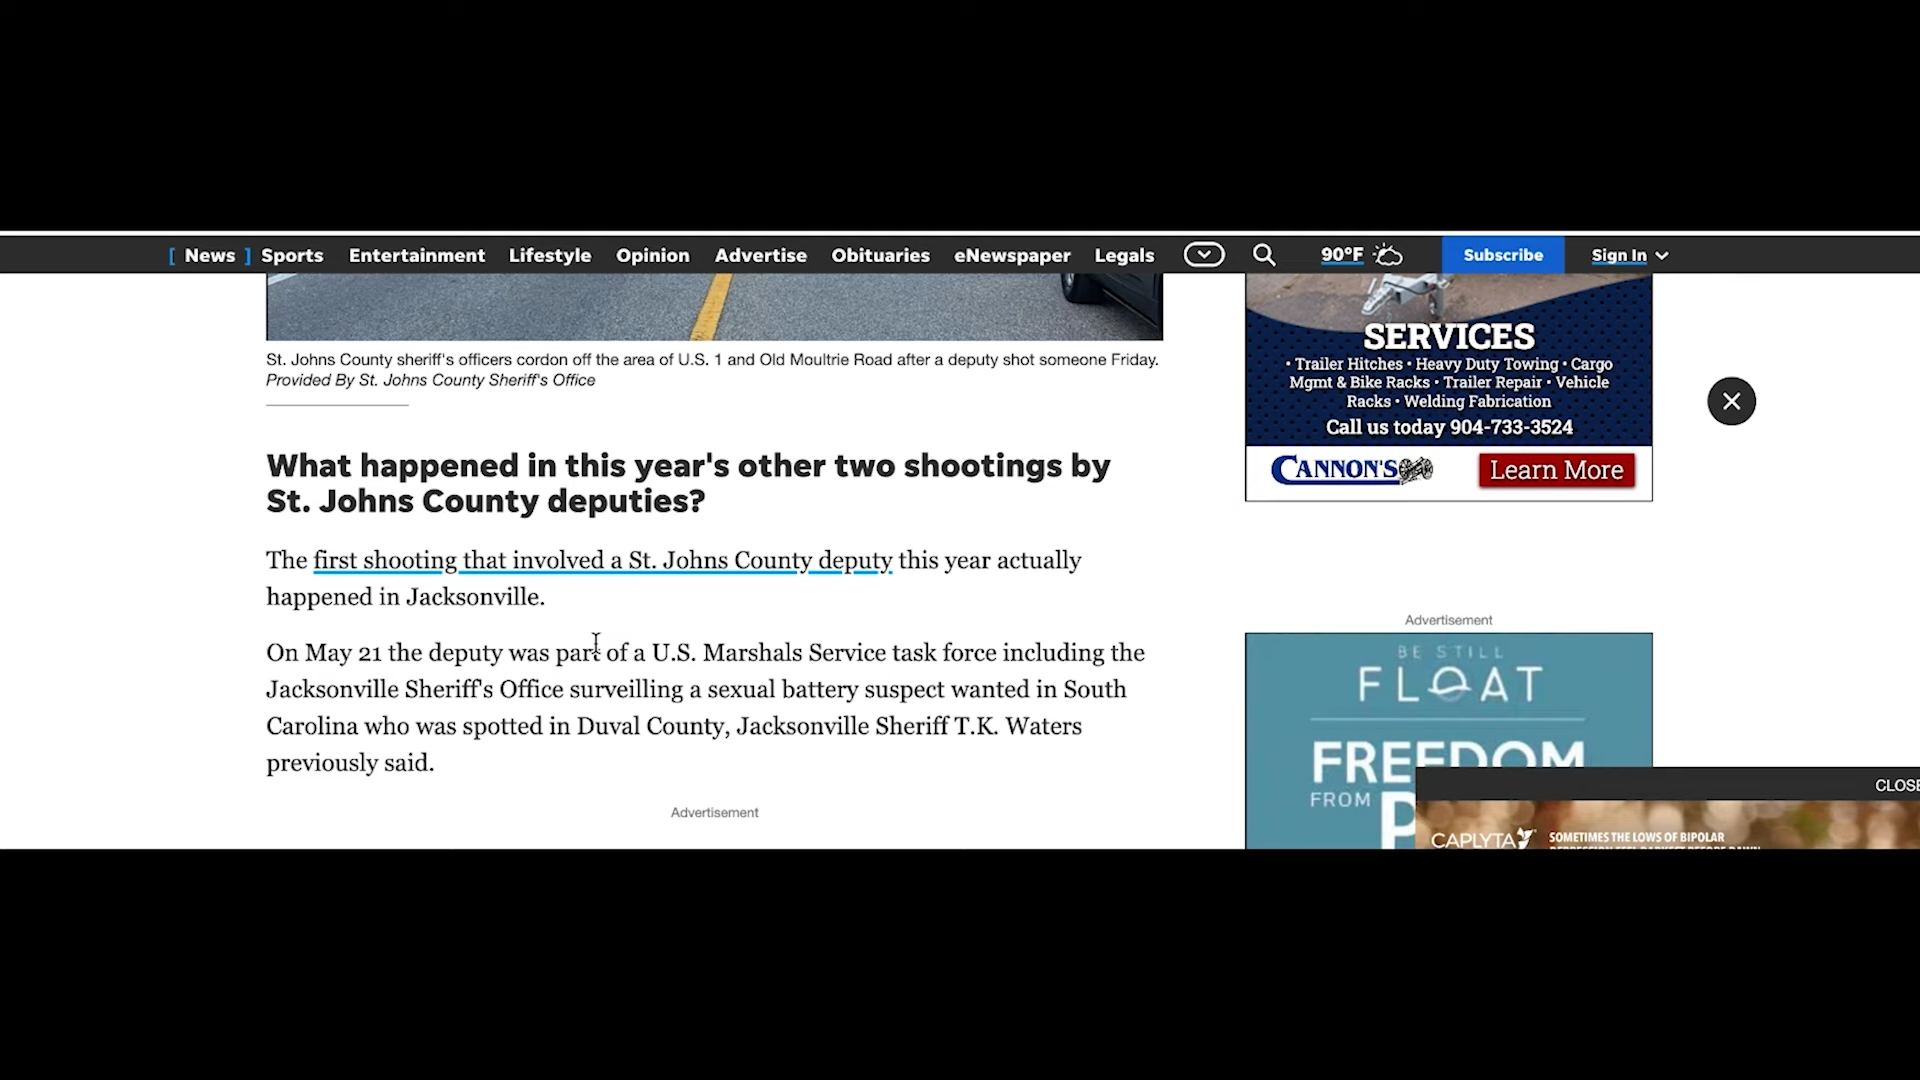 [ News ] Sports Entertainment Lifestyle Opinion Advertise Obituaries eNewspaper Legals 90°F Subscribe Sign In
St. Johns County sheriff's officers cordon off the area of U.S. 1 and Old Moultrie Road after a deputy shot someone Friday.
Provided By St. Johns County Sheriff's Office
What happened in this year's other two shootings by
St. Johns County deputies?
The first shooting that involved a St. Johns County deputy this year actually
happened in Jacksonville.
On May 21 the deputy was part of a U.S. Marshals Service task force including the
Jacksonville Sheriff's Office surveilling a sexual battery suspect wanted in South
Carolina who was spotted in Duval County, Jacksonville Sheriff T.K. Waters
previously said.
Advertisement
SERVICES
• Trailer Hitches • Heavy Duty Towing • Cargo
Mgmt & Bike Racks • Trailer Repair • Vehicle
Racks • Welding Fabrication
Call us today 904-733-3524
CANNON'S Learn More
Advertisement
BE STILL
FLOAT
FREEDOM
FROM
CLOSE
CAPLYTA SOMETIMES THE LOWS OF BIPOLAR